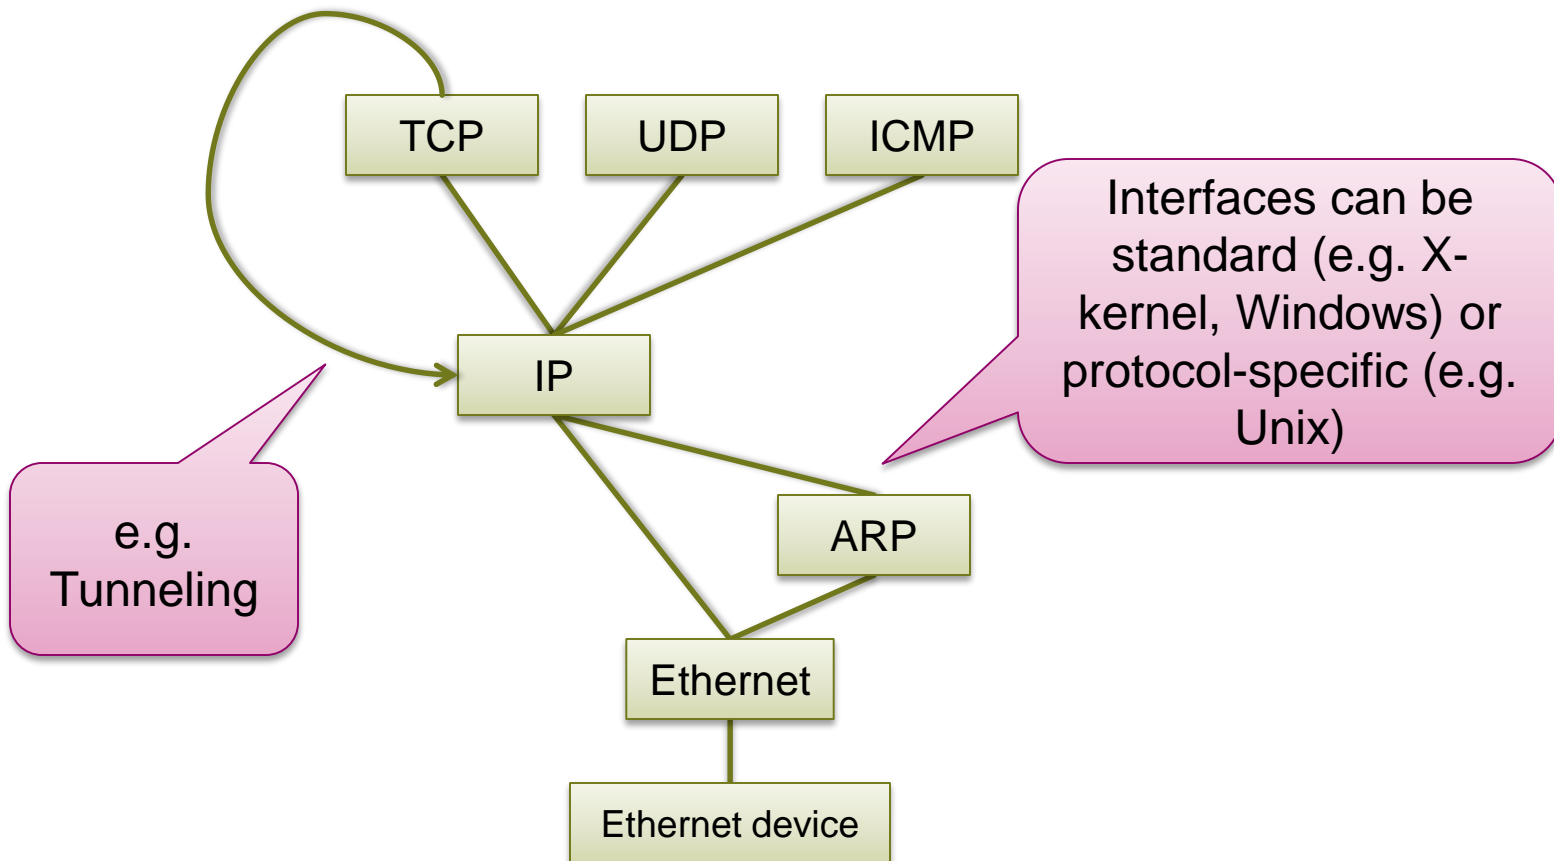 TCP
UDP
ICMP
Interfaces can be
standard (e.g. X-
kernel, Windows) or
protocol-specific (e.g.
Unix)
IP
e.g.
Tunneling
ARP
Ethernet
Ethernet device